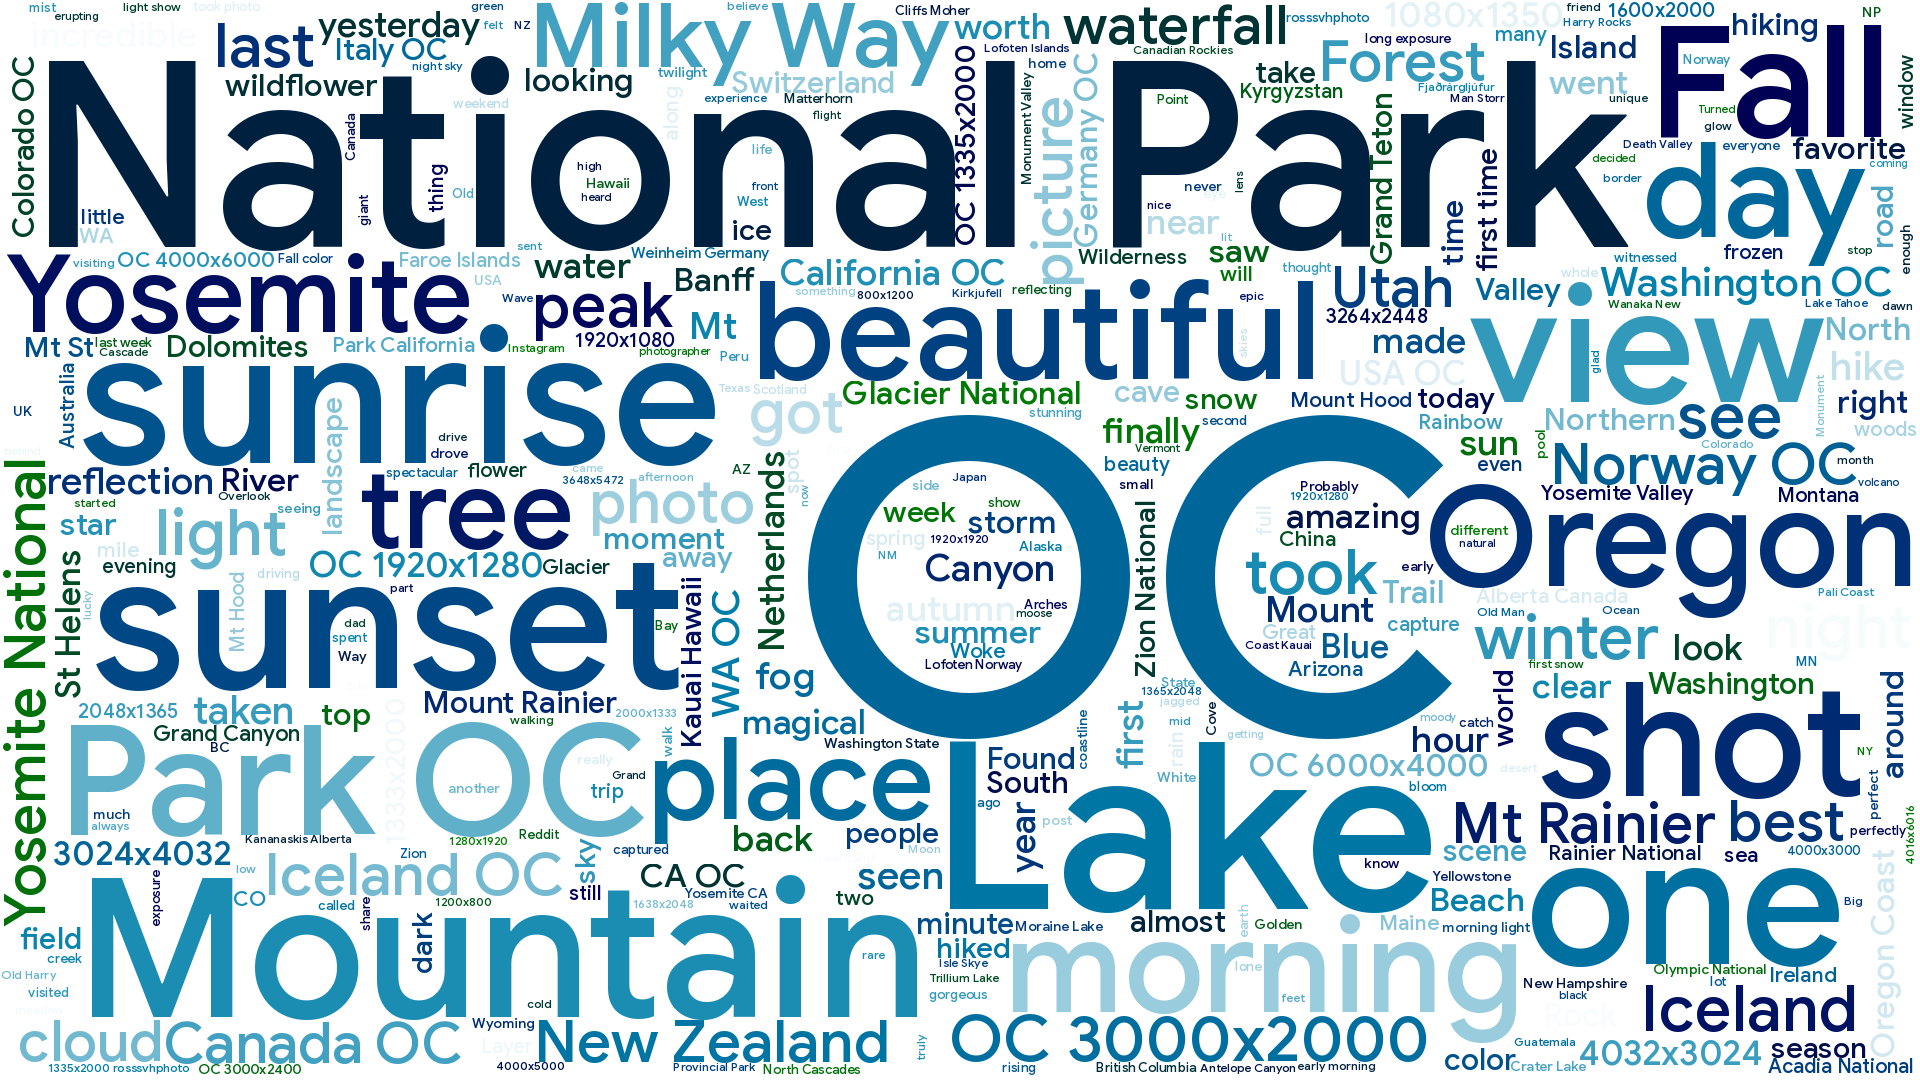 mist
erupting
light show
took photo
green
felt
NZ
believe
Cliffs Moher
friend
1600x2000
NP
incredible
last
yesterday
Italy OC
night sky
Milky Way
worth
waterfall
rosssvhphoto
1080x1350
Harry Rocks
many
hiking
Colorado OC
wildflower
looking
weekend
twilight
Switzerland
Lofoten Islands
home
Canadian Rockies
long exposure
Forest
Island
Fall
Norway
window
National Park
experience
Matterhorn
flight
along
OC 1335x2000
Monument Valley
picture
Germany OC
take
Kyrgyzstan
Point
Fjaðrárgljúfur
Man Storr
went
unique
Turned
glow
Canada
giant
thing
Old
high
Hawaii
heard
life
front
West
never
lens
nice
eye
near
lit
Grand Teton
time
first time
Death Valley
everyone
decided
border
favorite
coming
day
road
enough
little
WA
visiting
OC 4000x6000
Fall color
Faroe Islands
USA
sent
water
Weinheim Germany
ice
Banff
California OC
Wilderness
saw
will
thought
Utah
Valley
frozen
witnessed
whole
stop
Washington OC
Yosemite
Wave
peak
1920x1080
Mt
something
800x1200
Kirkjufell
reflecting
epic
3264x2448
Wanaka New
Lake Tahoe
dawn
Mt St
last week
Cascade
Dolomites
Park California
Instagram
photographer
Peru
beautiful
skies
made
view
glad
North
hike
UK
Australia
sunrise
Texas
Scotland
got
Glacier National
stunning
cave
snow
second
USA OC
Mount Hood
today
Rainbow
Northern
see
Monument
right
woods
landscape
drive
drove
finally
Vermont
beauty
small
sun
even
pool
Colorado
Norway OC
month
volcano
Yosemite National
reflection
River
Overlook
started
seeing
spectacular
flower
came
3648x5472
afternoon
AZ
spot
now
OC
side
Japan
week
show
storm
spring
1920x1920
NM
Alaska
Canyon
autumn
Arches
moose
summer
Woke
Lofoten Norway
Probably
1920x1280
full
amazing
China
took
early
Mount
Great
Coast Kauai
Blue
Arizona
Trail
capture
Yosemite Valley
Montana
different
natural
Oregon
star
light
tree
photo
moment
mile
evening
driving
OC 1920x1280
Glacier
away
Netherlands
Zion National
Alberta Canada
Old Man
Ocean
Pali Coast
St Helens
lucky
Mt Hood
part
sunset
dad
spent
Way
Bay
Kauai Hawaii
WA OC
fog
winter
look
night
MN
first snow
clear
Washington
2048x1365
taken
top
Mount Rainier
2000x1333
walking
magical
State
1365x2048
jagged
first
rain
mid
Cove
White
getting
moody
catch
world
hour
shot
NY
around
Grand Canyon
BC
Park OC
1333x2000
another
really
Grand
trip
walk
place
Washington State
Found
South
coastline
Lake
OC 6000x4000
desert
bloom
perfect
much
always
Kananaskis Alberta
1280x1920
Reddit
captured
back
people
Moon
ago
year
post
know
Mt Rainier
best
perfectly
4016x6016
3024x4032
low
Zion
Iceland OC
sky
still
CA OC
Yosemite CA
waited
two
seen
scene
Rainier National
sea
4000x3000
Yellowstone
CO
exposure
called
share
1200x800
1638x2048
Mountain
dark
rare
cold
minute
Moraine Lake
almost
earth
Golden
Maine
Beach
morning light
one
Big
Oregon Coast
field
creek
Old Harry
visited
hiked
Isle Skye
Trillium Lake
gorgeous
morning
lone
feet
New Hampshire
black
Olympic National
lot
Ireland
Iceland
Rock
meadow
cloud
Canada OC
Wyoming
Layer
New Zealand
truly
OC 3000x2000
color
Guatemala
Crater Lake
4032x3024
season
Acadia National
1335x2000 rosssvhphoto
OC 3000x2400
4000x5000
Provincial Park
North Cascades
rising
British Columbia
Antelope Canyon
early morning